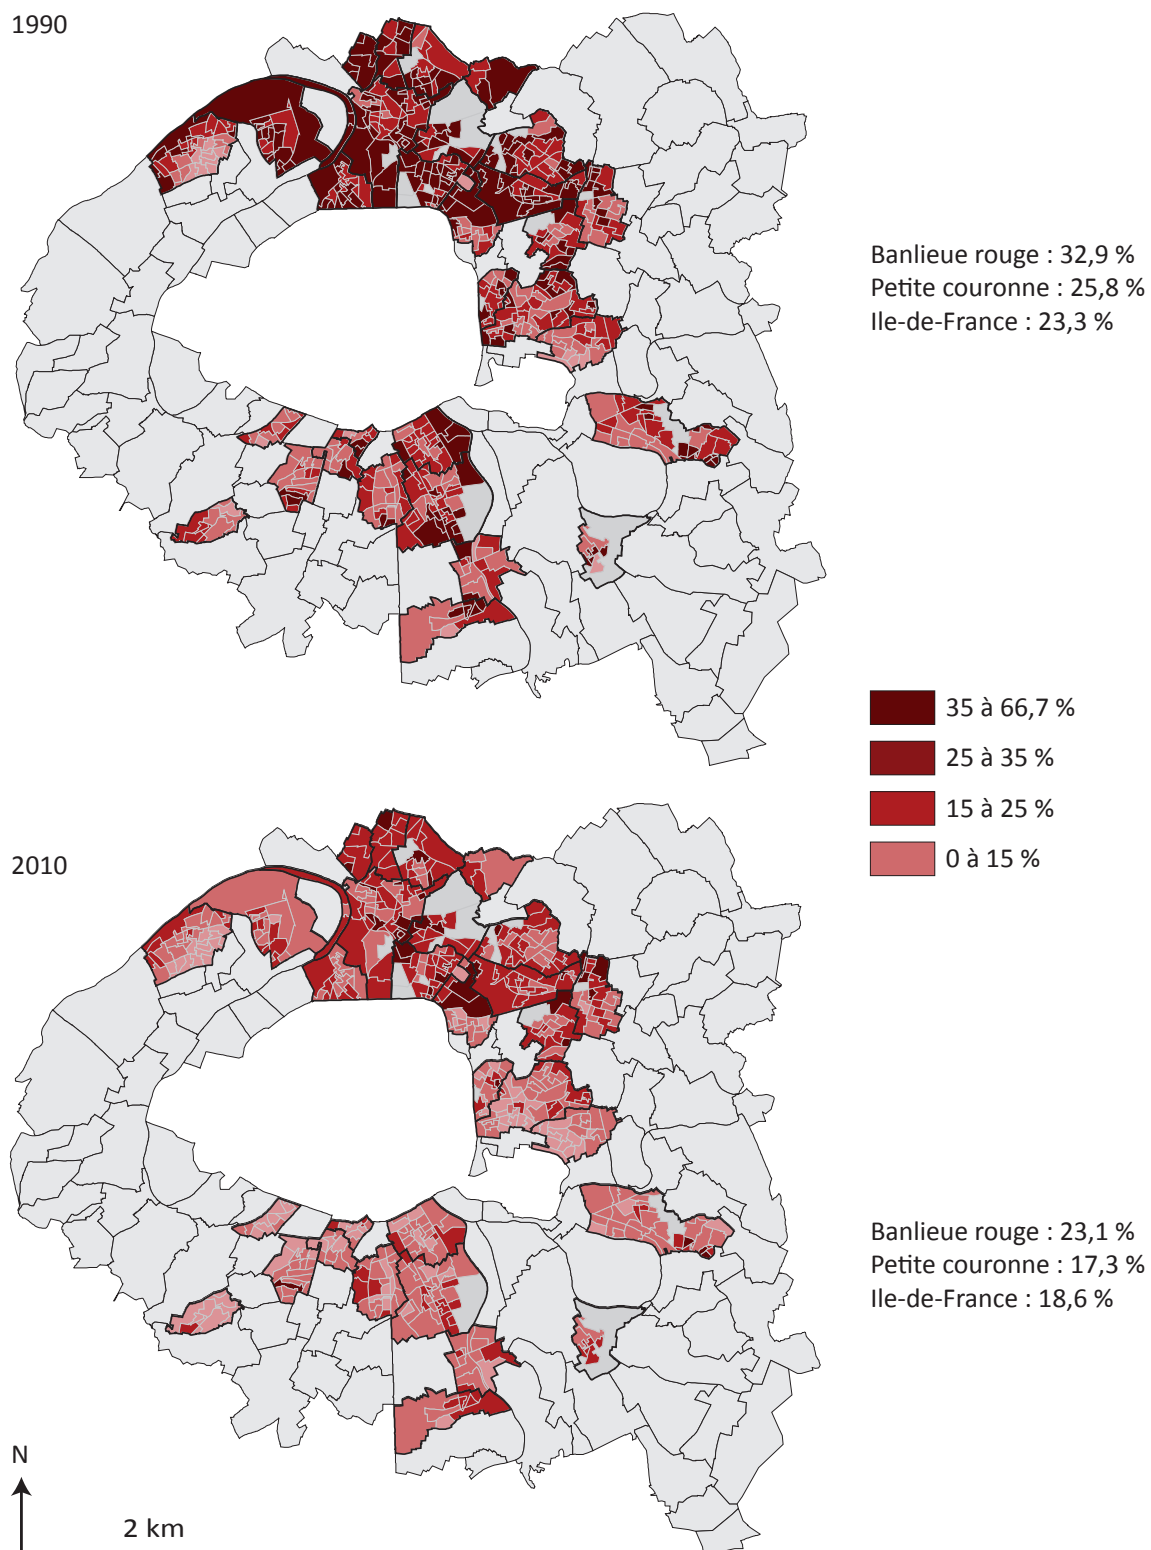 1990
Banlieue rouge : 32,9 %
Petite couronne : 25,8 %
Ile-de-France : 23,3 %
35 à 66,7 %
25 à 35 %
15 à 25 %
0 à 15 %
2010
Banlieue rouge : 23,1 %
Petite couronne : 17,3 %
Ile-de-France : 18,6 %
N
2 km